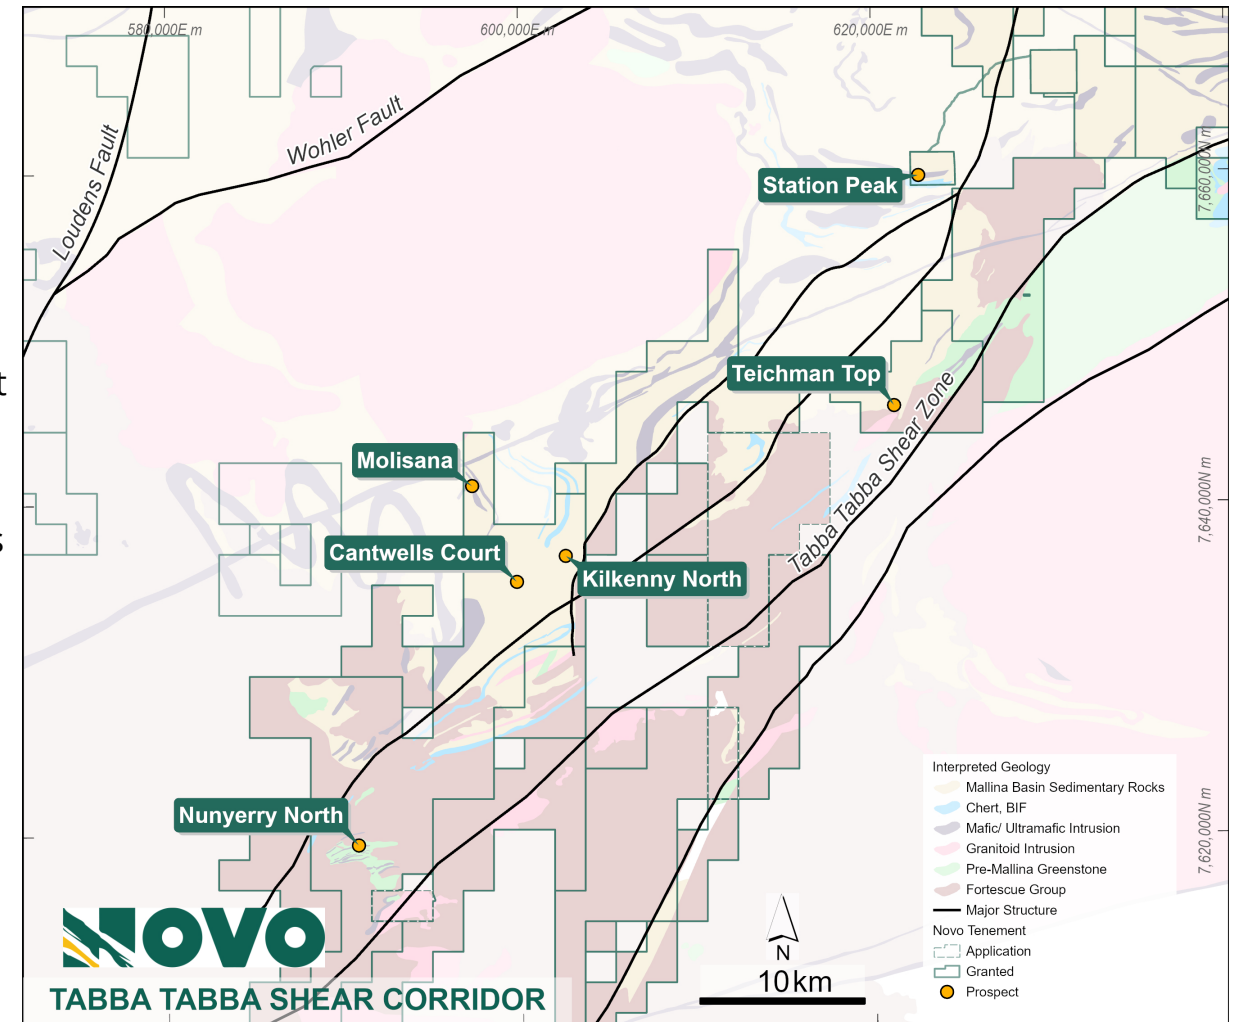 580,000E m
600,000E m
620,000E m
Loudens Fault
Wohler Fault
7,660,000N m
Station Peak
t
Teichman Top
Tabba Tabba Shear Zone
Molisana
7,640,000N m
s
Cantwells Court
Kilkenny North
Nunyerry North
7,620,000N m
Interpreted Geology
Mallina Basin Sedimentary Rocks
Chert, BIF
Mafic/ Ultramafic Intrusion
Granitoid Intrusion
Pre-Mallina Greenstone
Fortescue Group
Major Structure
Novo Tenement
Application
Granted
Prospect
NOVO
TABBA TABBA SHEAR CORRIDOR
N
10km